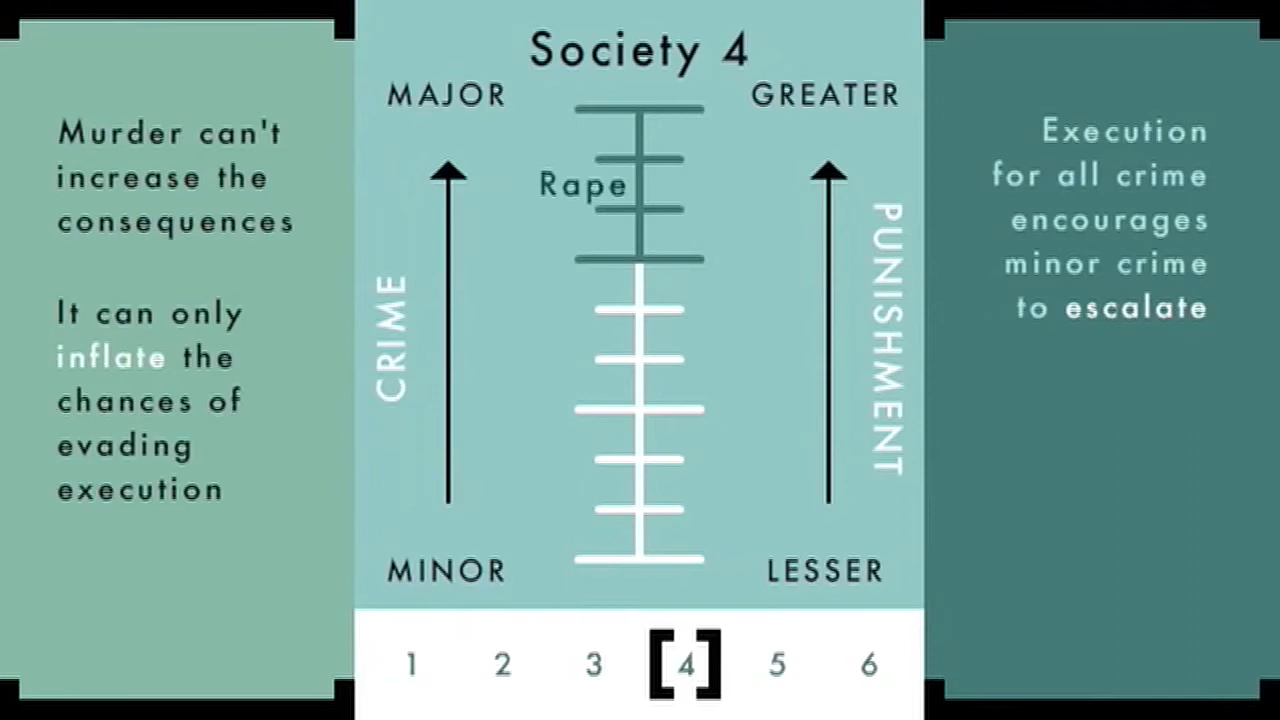 Murder can't
increase the
consequences
It can only
inflate the
chances of
evading
execution
Society 4
MAJOR
GREATER
Rape
CRIME
PUNISHMENT
MINOR
LESSER
1 2 3 [4] 5 6
Execution
for all crime
encourages
minor crime
to escalate